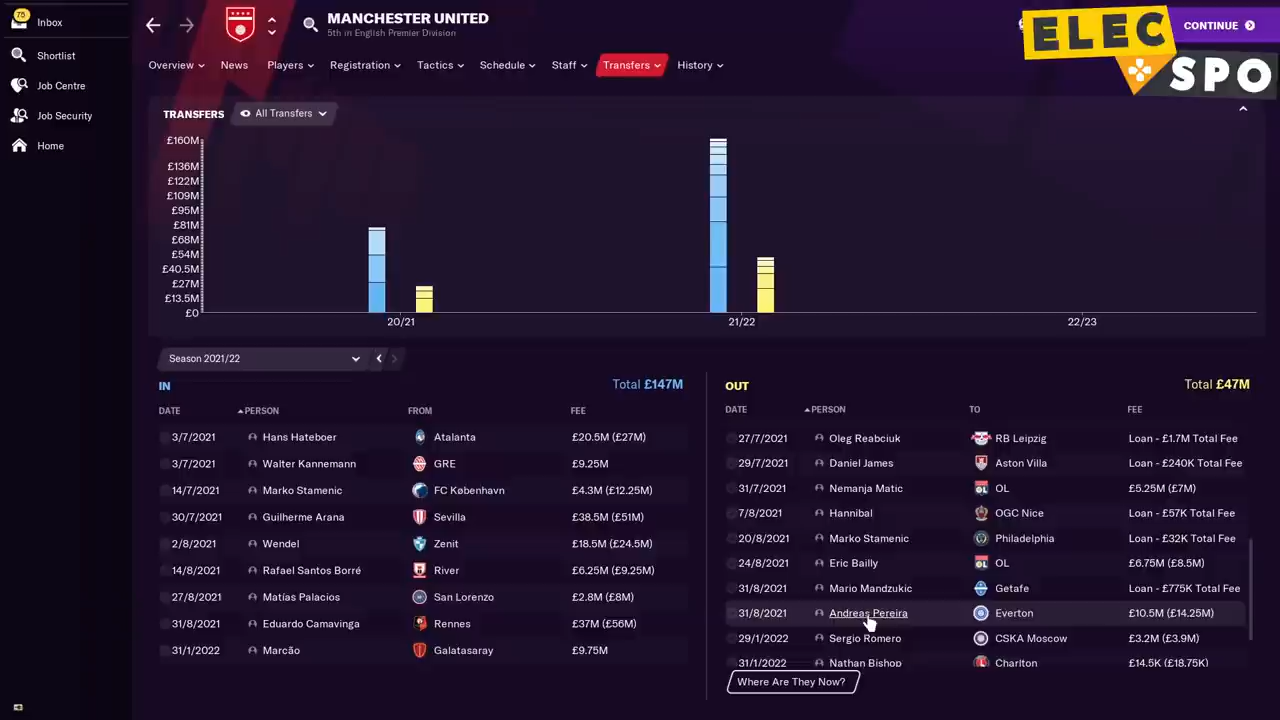 75
Inbox
Shortlist
Job Centre
Job Security
Home
MANCHESTER UNITED
5th in English Premier Division
ELEC
SPO
CONTINUE
Overview News Players Registration Tactics Schedule Staff Transfers History
TRANSFERS All Transfers
£160M
£136M
£122M
£109M
£95M
£81M
£68M
£54M
£40.5M
£27M
£13.5M
£0
20/21 21/22 22/23
Season 2021/22
IN Total £147M
DATE PERSON FROM FEE
3/7/2021 Hans Hateboer Atalanta £20.5M (£27M)
3/7/2021 Walter Kannemann GRE £9.25M
14/7/2021 Marko Stamenic FC København £4.3M (£12.25M)
30/7/2021 Guilherme Arana Sevilla £38.5M (£51M)
2/8/2021 Wendel Zenit £18.5M (£24.5M)
14/8/2021 Rafael Santos Borré River £6.25M (£9.25M)
27/8/2021 Matías Palacios San Lorenzo £2.8M (£8M)
31/8/2021 Eduardo Camavinga Rennes £37M (£56M)
31/1/2022 Marcão Galatasaray £9.75M
OUT Total £47M
DATE PERSON TO FEE
27/7/2021 Oleg Reabciuk RB Leipzig Loan - £1.7M Total Fee
29/7/2021 Daniel James Aston Villa Loan - £240K Total Fee
31/7/2021 Nemanja Matic OL £5.25M (£7M)
7/8/2021 Hannibal OGC Nice Loan - £57K Total Fee
20/8/2021 Marko Stamenic Philadelphia Loan - £32K Total Fee
24/8/2021 Eric Bailly OL £6.75M (£8.5M)
31/8/2021 Mario Mandzukic Getafe Loan - £775K Total Fee
31/8/2021 Andreas Pereira Everton £10.5M (£14.25M)
29/1/2022 Sergio Romero CSKA Moscow £3.2M (£3.9M)
31/1/2022 Nathan Bishop Charlton £14.5K (£18.75K)
Where Are They Now?